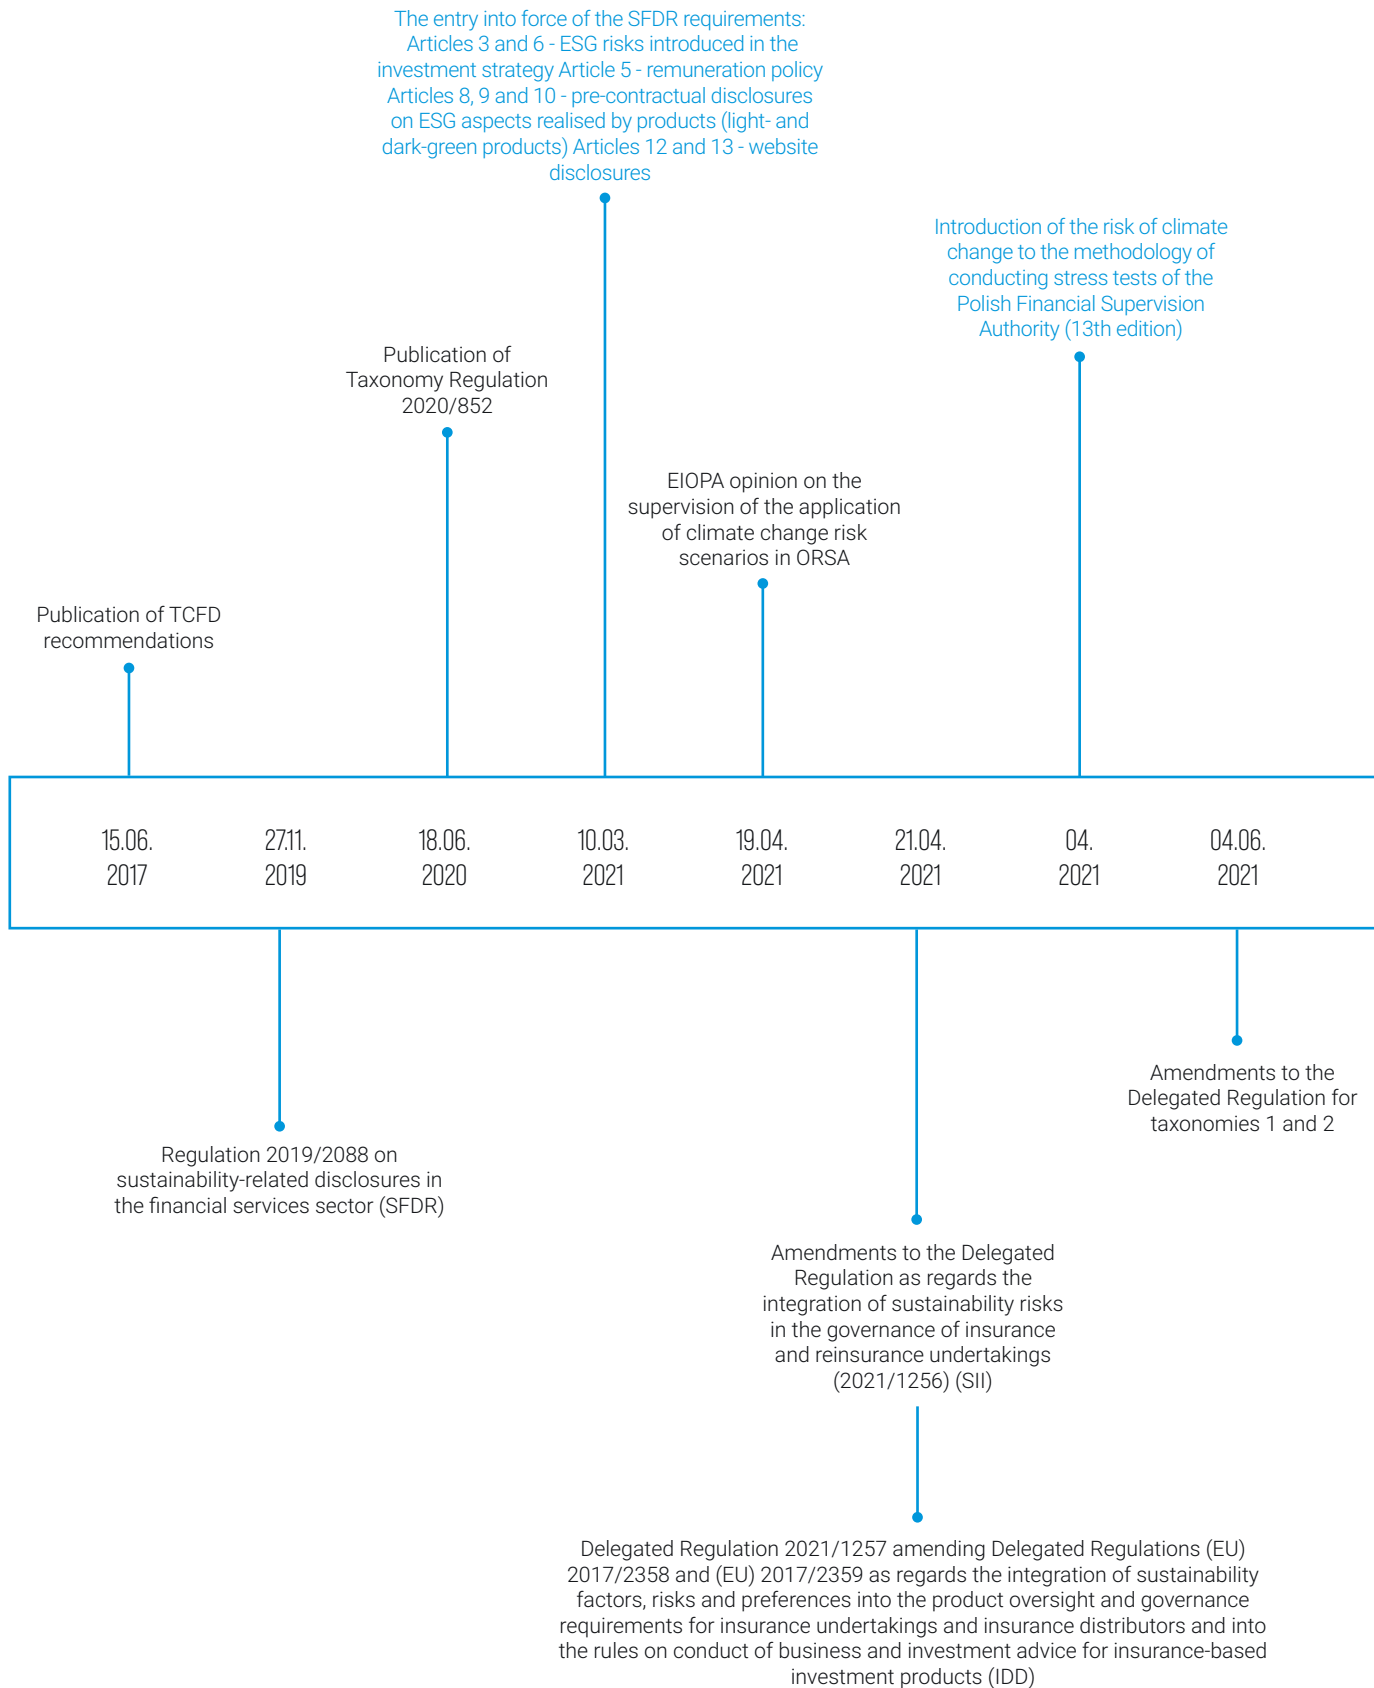 The entry into force of the SFDR requirements:
Articles 3 and 6 - ESG risks introduced in the
investment strategy Article 5 - remuneration policy
Articles 8, 9 and 10 - pre-contractual disclosures
on ESG aspects realised by products (light- and
dark-green products) Articles 12 and 13 - website
disclosures
Introduction of the risk of climate
change to the methodology of
conducting stress tests of the
Polish Financial Supervision
Authority (13th edition)
Publication of
Taxonomy Regulation
2020/852
EIOPA opinion on the
supervision of the application
of climate change risk
scenarios in ORSA
Publication of TCFD
recommendations
15.06.
2017
27.11.
2019
18.06.
2020
10.03.
2021
19.04.
2021
21.04.
2021
04.
2021
04.06.
2021
Amendments to the
Delegated Regulation for
taxonomies 1 and 2
Regulation 2019/2088 on
sustainability-related disclosures in
the financial services sector (SFDR)
Amendments to the Delegated
Regulation as regards the
integration of sustainability risks
in the governance of insurance
and reinsurance undertakings
(2021/1256) (SII)
Delegated Regulation 2021/1257 amending Delegated Regulations (EU)
2017/2358 and (EU) 2017/2359 as regards the integration of sustainability
factors, risks and preferences into the product oversight and governance
requirements for insurance undertakings and insurance distributors and into
the rules on conduct of business and investment advice for insurance-based
investment products (IDD)